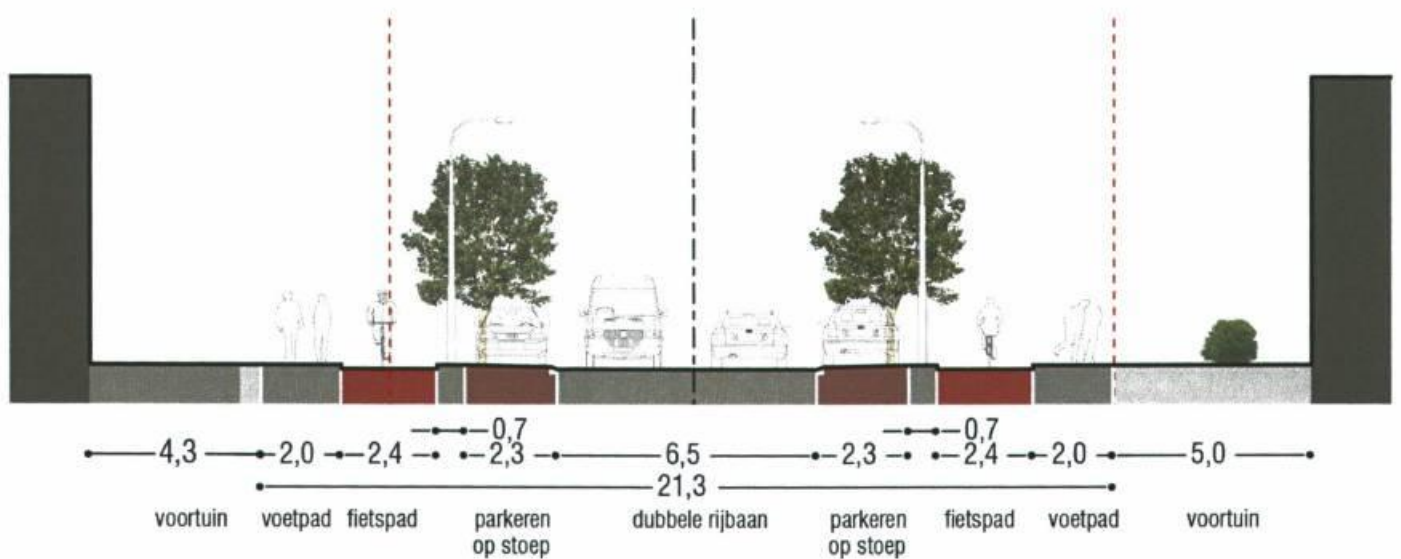 0,7 0,7
4,3 2,0 2,4 2,3 6,5 2,3 2,4 2,0 5,0
21,3
voortuin voetpad fietspad parkeren dubbele rijbaan parkeren fietspad voetpad voortuin
op stoep op stoep